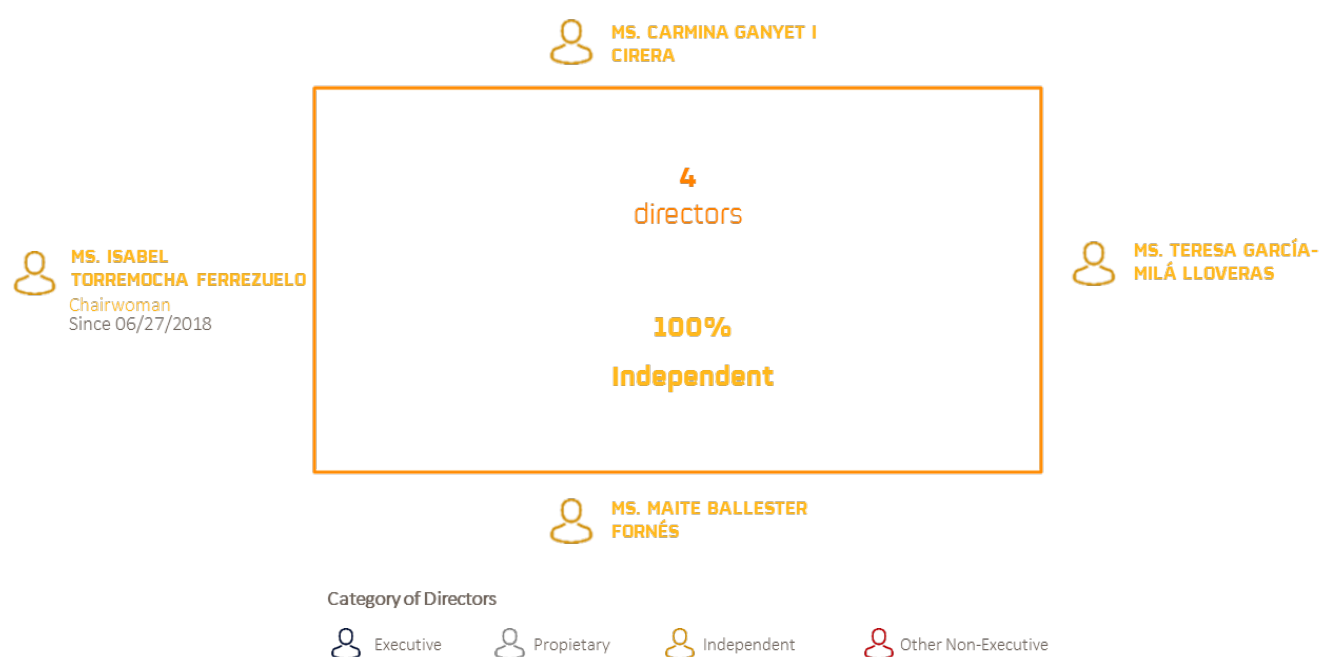 MS. CARMINA GANYET I
CIRERA
4
directors
MS. ISABEL
TORREMOCHA FERREZUELO
Chairwoman
Since 06/27/2018
MS. TERESA GARCÍA-
MILÁ LLOVERAS
100%
Independent
MS. MAITE BALLESTER
FORNÉS
Category of Directors
Executive
Propietary
Independent
Other Non-Executive